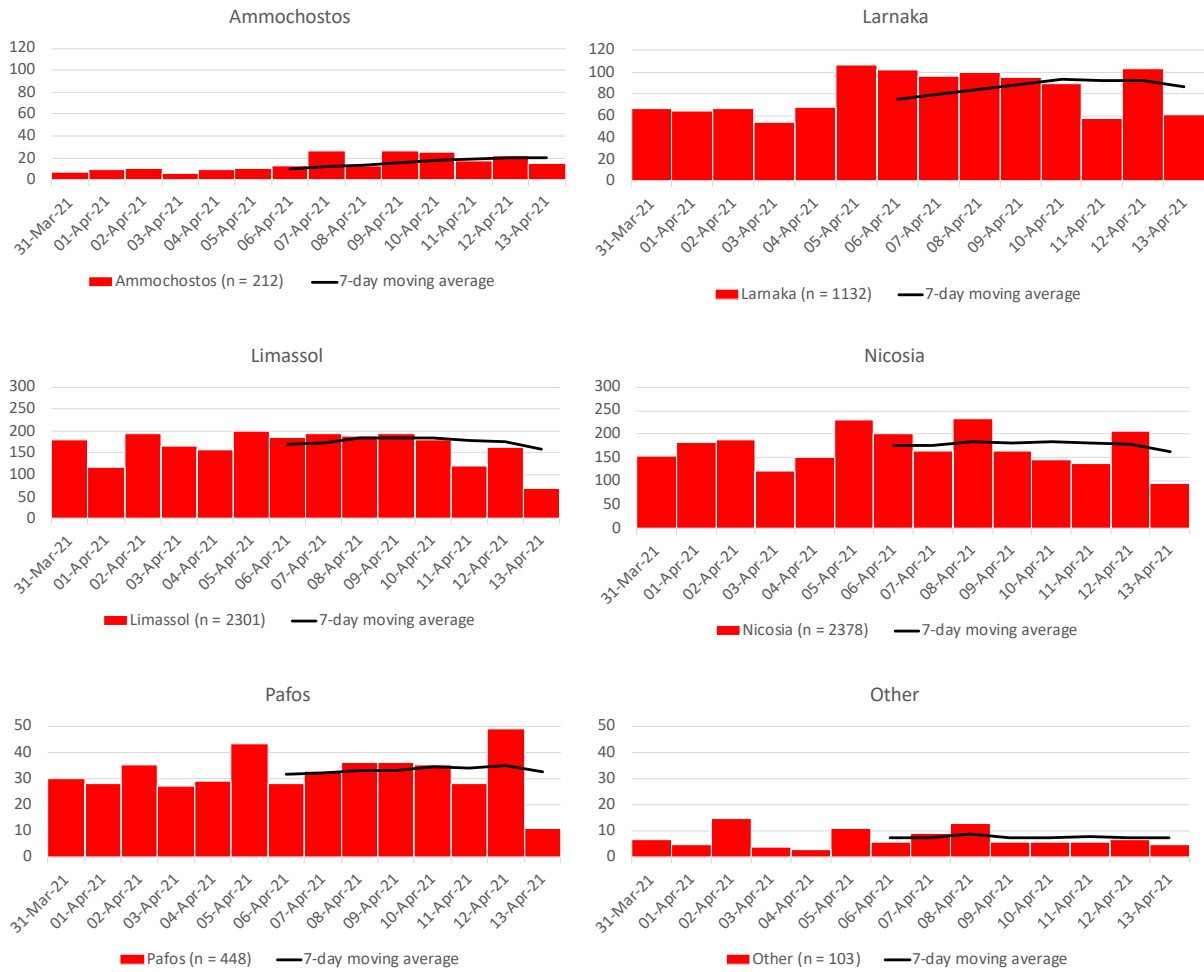 Ammochostos
120
100
80
60
40
20
0
31-Mar-21
01-Apr-21
02-Apr-21
03-Apr-21
04-Apr-21
05-Apr-21
06-Apr-21
07-Apr-21
08-Apr-21
09-Apr-21
10-Apr-21
11-Apr-21
12-Apr-21
13-Apr-21
Ammochostos (n = 212) 7-day moving average
Larnaka
120
100
80
60
40
20
0
31-Mar-21
01-Apr-21
02-Apr-21
03-Apr-21
04-Apr-21
05-Apr-21
06-Apr-21
07-Apr-21
08-Apr-21
09-Apr-21
10-Apr-21
11-Apr-21
12-Apr-21
13-Apr-21
Larnaka (n = 1132) 7-day moving average
Limassol
300
250
200
150
100
50
0
31-Mar-21
01-Apr-21
02-Apr-21
03-Apr-21
04-Apr-21
05-Apr-21
06-Apr-21
07-Apr-21
08-Apr-21
09-Apr-21
10-Apr-21
11-Apr-21
12-Apr-21
13-Apr-21
Limassol (n = 2301) 7-day moving average
Nicosia
300
250
200
150
100
50
0
31-Mar-21
01-Apr-21
02-Apr-21
03-Apr-21
04-Apr-21
05-Apr-21
06-Apr-21
07-Apr-21
08-Apr-21
09-Apr-21
10-Apr-21
11-Apr-21
12-Apr-21
13-Apr-21
Nicosia (n = 2378) 7-day moving average
Pafos
50
40
30
20
10
0
31-Mar-21
01-Apr-21
02-Apr-21
03-Apr-21
04-Apr-21
05-Apr-21
06-Apr-21
07-Apr-21
08-Apr-21
09-Apr-21
10-Apr-21
11-Apr-21
12-Apr-21
13-Apr-21
Pafos (n = 448) 7-day moving average
Other
50
40
30
20
10
0
31-Mar-21
01-Apr-21
02-Apr-21
03-Apr-21
04-Apr-21
05-Apr-21
06-Apr-21
07-Apr-21
08-Apr-21
09-Apr-21
10-Apr-21
11-Apr-21
12-Apr-21
13-Apr-21
Other (n = 103) 7-day moving average